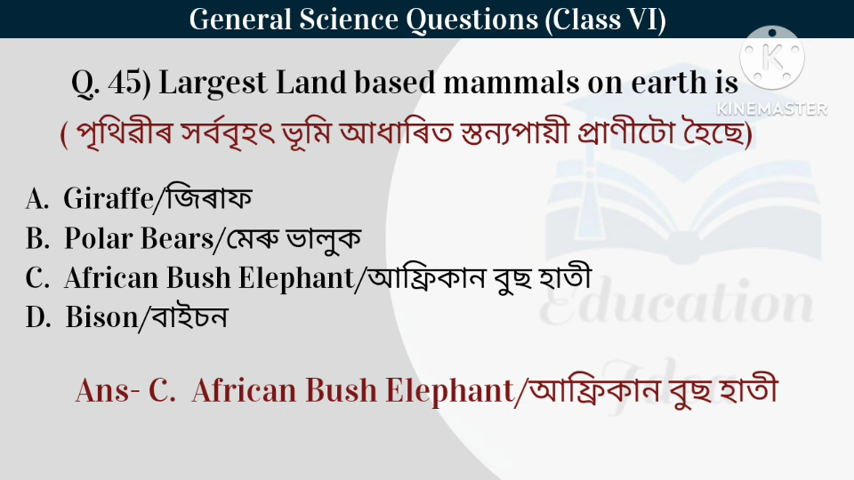 General Science Questions (Class VI)
KINEMASTER
Q. 45) Largest Land based mammals on earth is
( পৃথিৱীৰ সৰ্ববৃহৎ ভূমি আধাৰিত স্তন্যপায়ী প্ৰাণীটো হৈছে)
A. Giraffe/জিৰাফ
B. Polar Bears/মেৰু ভালুক
C. African Bush Elephant/আফ্ৰিকান বুছ হাতী
D. Bison/বাইচন
Education
Idea
Ans- C. African Bush Elephant/আফ্ৰিকান বুছ হাতী